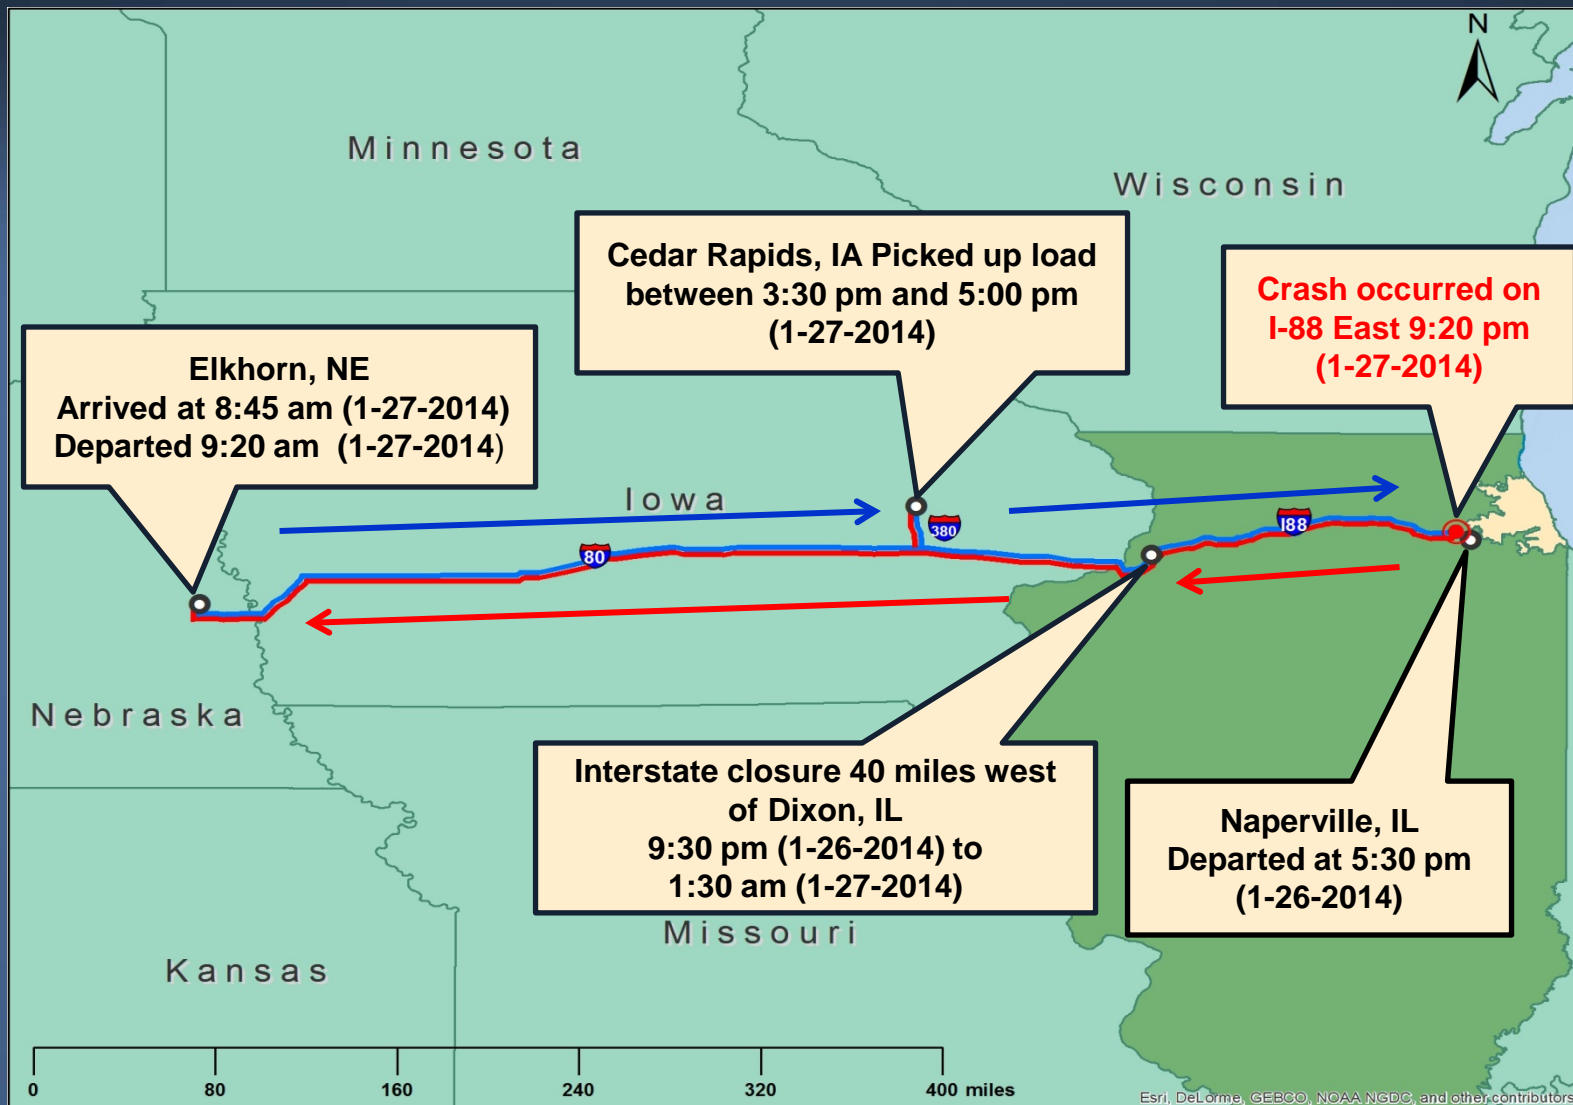 N
Minnesota
Wisconsin
Cedar Rapids, IA Picked up load
between 3:30 pm and 5:00 pm
(1-27-2014)
Crash occurred on
I-88 East 9:20 pm
(1-27-2014)
Elkhorn, NE
Arrived at 8:45 am (1-27-2014)
Departed 9:20 am  (1-27-2014)
Iowa
380
I88
80
Nebraska
Interstate closure 40 miles west
of Dixon, IL
9:30 pm (1-26-2014) to
1:30 am (1-27-2014)
Naperville, IL
Departed at 5:30 pm
(1-26-2014)
Missouri
Kansas
0 80 160 240 320 400 miles
Esri, DeLorme, GEBCO, NOAA NGDC, and other contributors